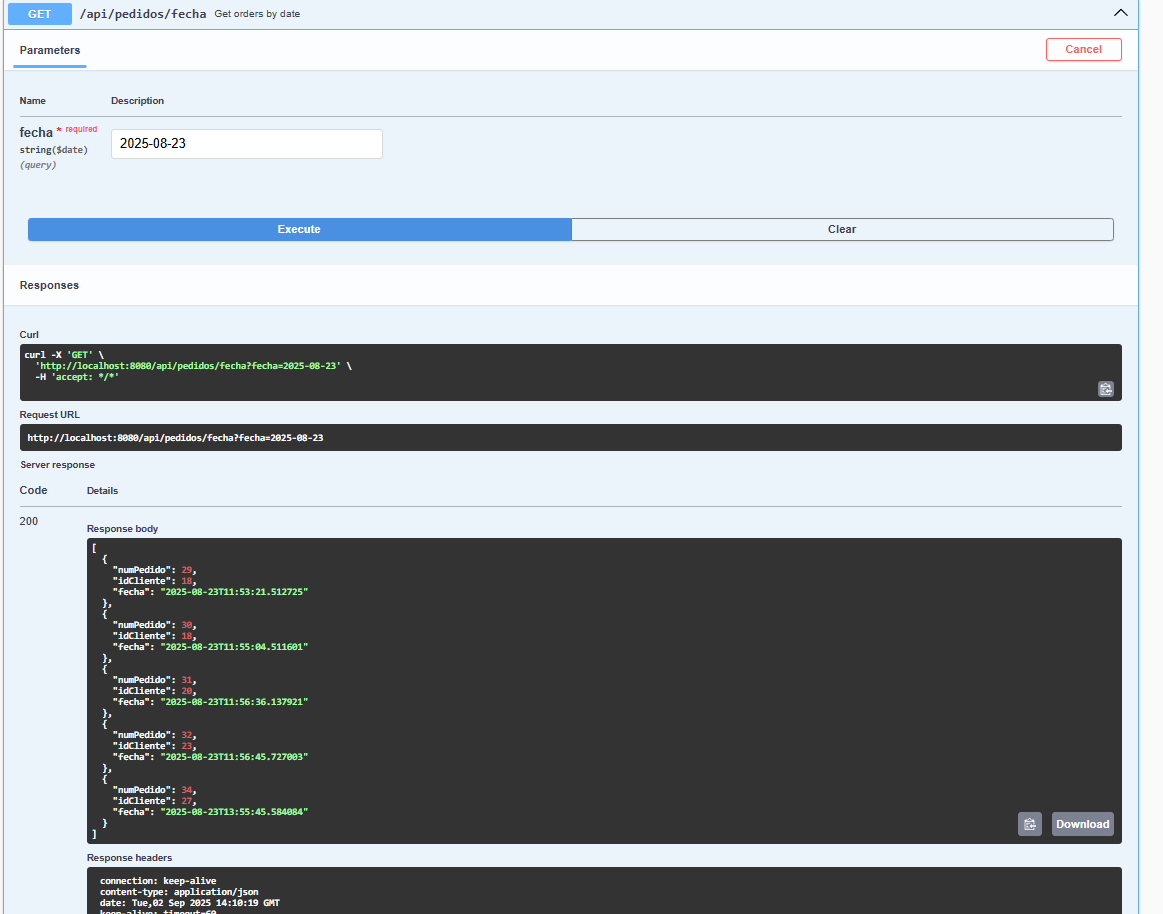 GET /api/pedidos/fecha Get orders by date
Parameters Cancel
Name Description
fecha * required
string($date)
(query)
2025-08-23
Execute Clear
Responses
Curl
curl -X 'GET' \
  'http://localhost:8080/api/pedidos/fecha?fecha=2025-08-23' \
  -H 'accept: */*'
Request URL
http://localhost:8080/api/pedidos/fecha?fecha=2025-08-23
Server response
Code Details
200
Response body
[
  {
    "numPedido": 29,
    "idCliente": 18,
    "fecha": "2025-08-23T11:53:21.512725"
  },
  {
    "numPedido": 30,
    "idCliente": 18,
    "fecha": "2025-08-23T11:55:04.511601"
  },
  {
    "numPedido": 31,
    "idCliente": 20,
    "fecha": "2025-08-23T11:56:36.137921"
  },
  {
    "numPedido": 32,
    "idCliente": 23,
    "fecha": "2025-08-23T11:56:45.727003"
  },
  {
    "numPedido": 34,
    "idCliente": 27,
    "fecha": "2025-08-23T13:55:45.584084"
  }
]
Download
Response headers
connection: keep-alive
content-type: application/json
date: Tue,02 Sep 2025 14:10:19 GMT
keep-alive: timeout=60